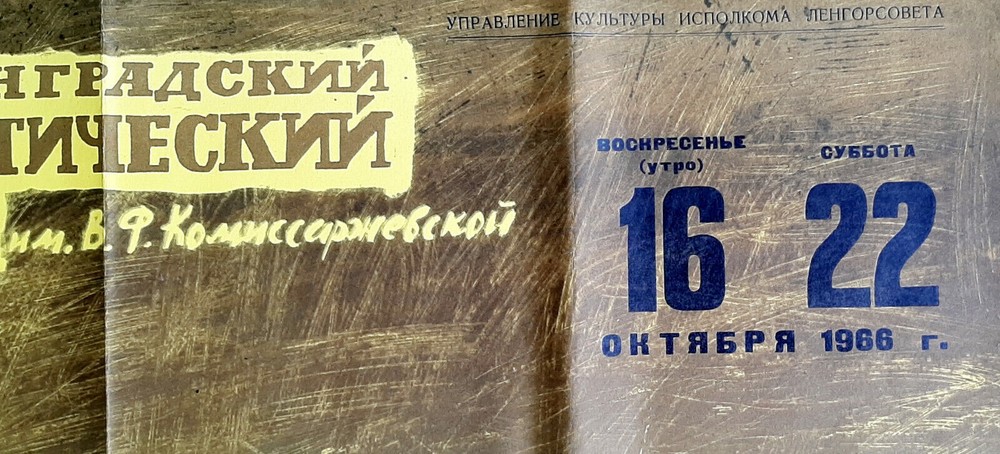 УПРАВЛЕНИЕ КУЛЬТУРЫ ИСПОЛКОМА ЛЕНГОРСОВЕТА
НГРАДСКИЙ
ТИЧЕСКИЙ
им. В. Ф. Комиссаржевской
ВОСКРЕСЕНЬЕ СУББОТА
(утро)
16 22
ОКТЯБРЯ 1966 г.